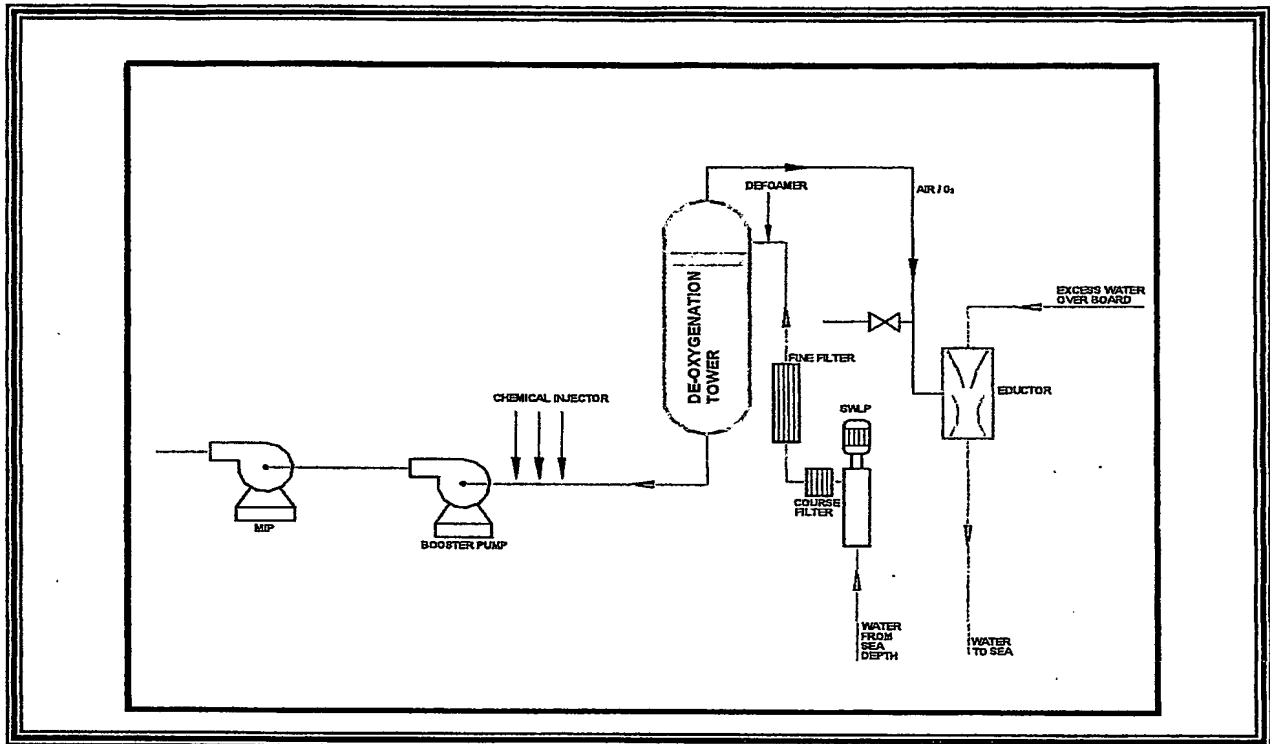 DEFOAMER
AIR / O₂
EXCESS WATER
OVER BOARD
DE-OXYGENATION
TOWER
FINE FILTER
EDUCTOR
CHEMICAL INJECTOR
SWLP
COURSE
FILTER
MIP
BOOSTER PUMP
WATER
FROM
SEA
DEPTH
WATER
TO SEA